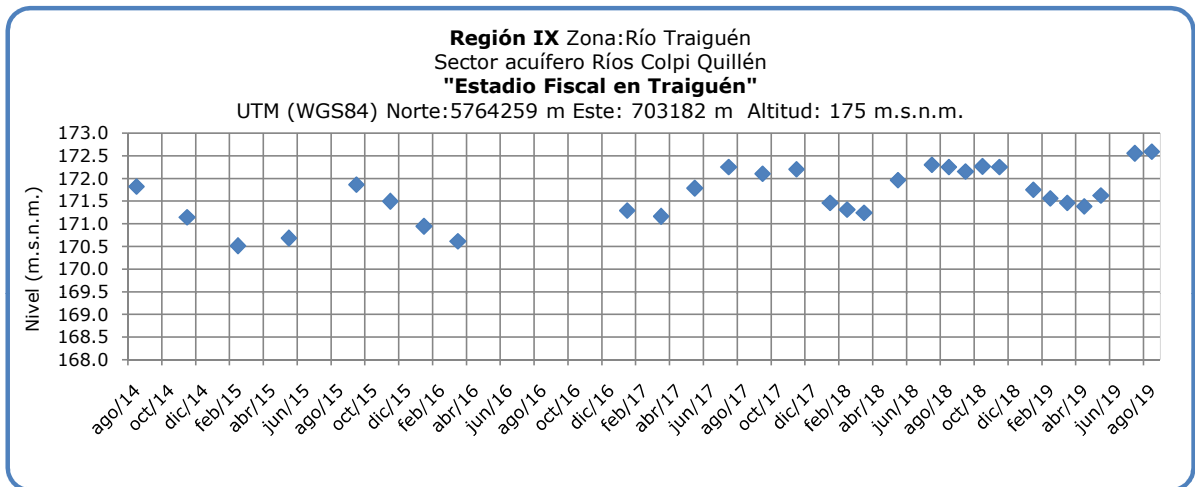 Región IX Zona:Río Traiguén
Sector acuífero Ríos Colpi Quillén
"Estadio Fiscal en Traiguén"
UTM (WGS84) Norte:5764259 m Este: 703182 m Altitud: 175 m.s.n.m.
Nivel (m.s.n.m.)
173.0
172.5
172.0
171.5
171.0
170.5
170.0
169.5
169.0
168.5
168.0
ago/14
oct/14
dic/14
feb/15
abr/15
jun/15
ago/15
oct/15
dic/15
feb/16
abr/16
jun/16
ago/16
oct/16
dic/16
feb/17
abr/17
jun/17
ago/17
oct/17
dic/17
feb/18
abr/18
jun/18
ago/18
oct/18
dic/18
feb/19
abr/19
jun/19
ago/19